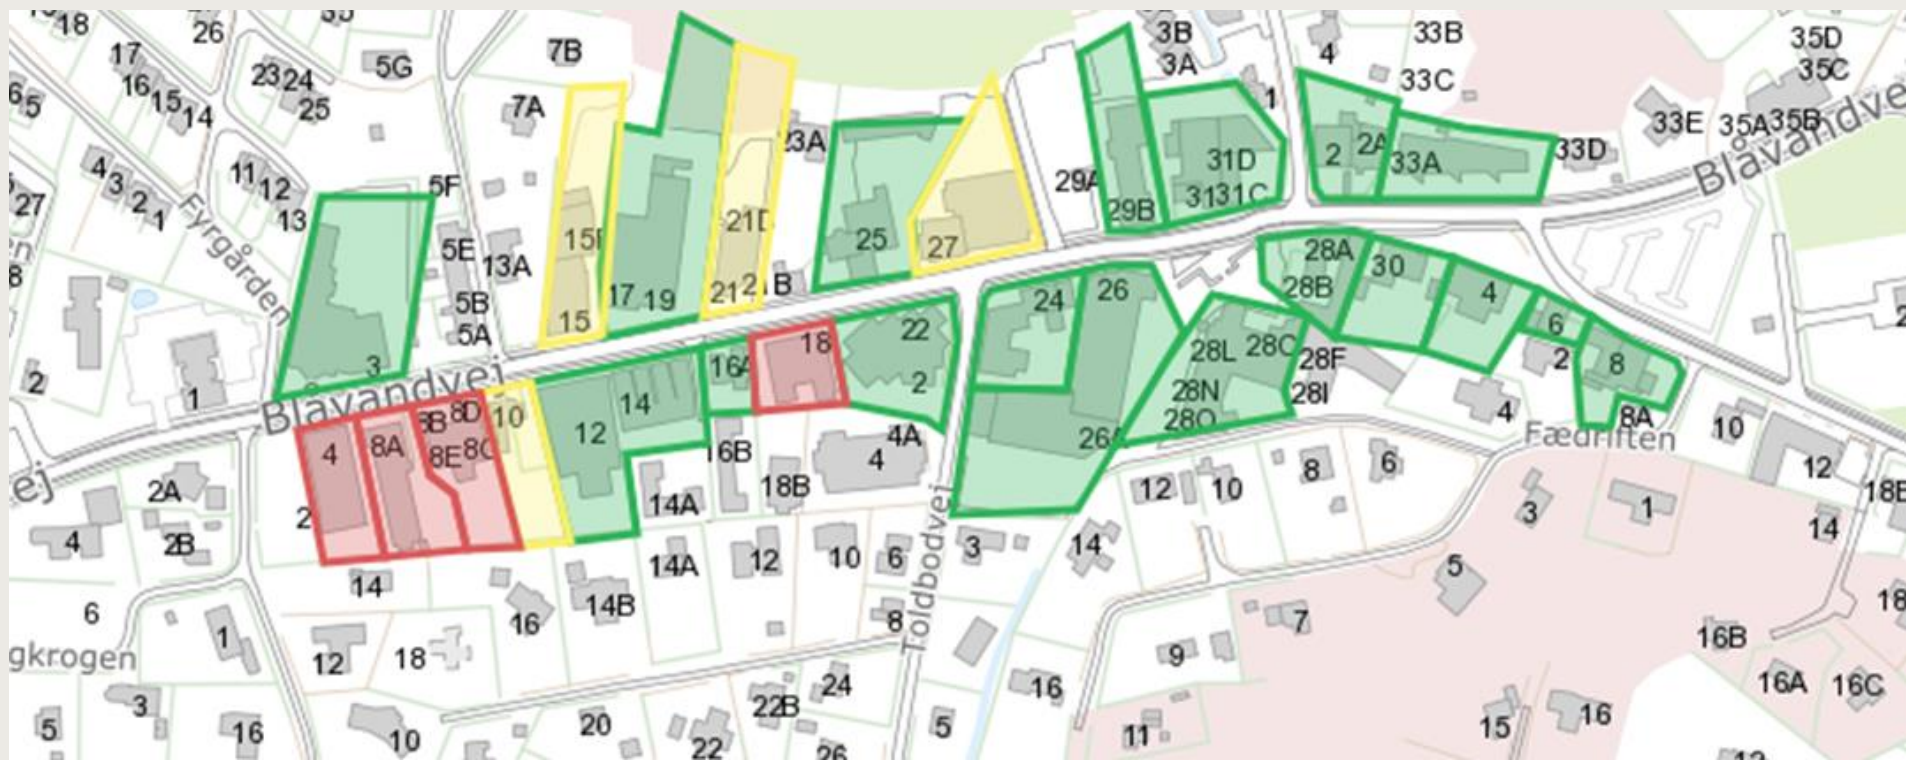 18
26
35
3B
3A
4
33B
33C
35D
35C
17
16
15
14
23
24
25
5G
7B
7A
1
33E
35A
35B
Blåvandvej
5
4
3
2
1
11
12
13
5F
23A
29A
29B
31D
31
31C
2
2A
33A
33D
27
Fyrgården
5E
13A
5B
5A
15
17
19
21
25
27
28A
28B
30
4
6
2
8
8A
8
2
1
3
Blåvandvej
16A
18
22
2
24
26
28L
28C
28F
28N
28I
28O
26A
4
Fædriften
10
12
18B
4
8A
8B
8D
8E
8C
10
12
14
16B
4A
4
18B
14A
2A
2B
4
2
12
10
8
6
3
1
14
14
16
14B
14A
12
10
6
8
3
14
5
7
18
Toldbodvej
6
1
12
18
gkrogen
3
5
16
10
20
22
22B
24
26
5
16
9
11
15
16
16B
16A
16C